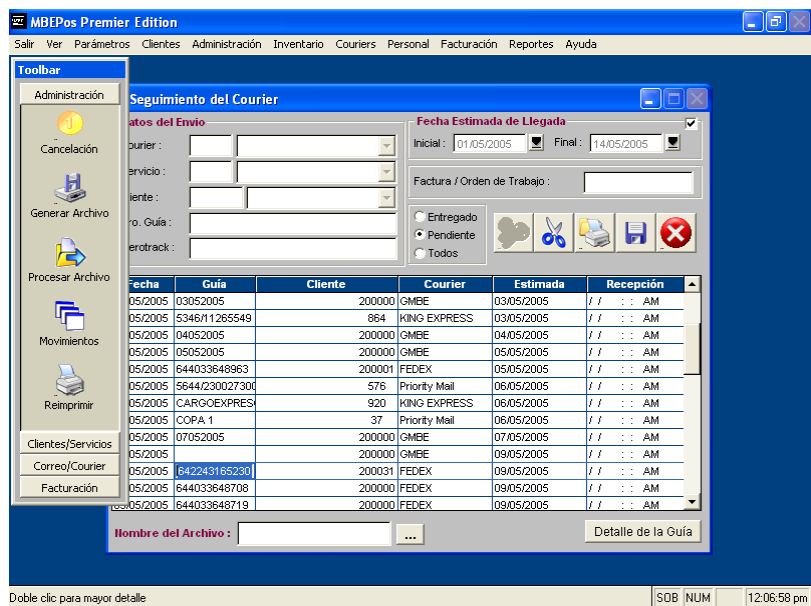 MBEPos Premier Edition
Salir Ver Parámetros Clientes Administración Inventario Couriers Personal Facturación Reportes Ayuda
Toolbar
Administración
Cancelación
Generar Archivo
Procesar Archivo
Movimientos
Reimprimir
Clientes/Servicios
Correo/Courier
Facturación
Seguimiento del Courier
atos del Envio
ourier :
ervicio :
iente :
ro. Guía :
erotrack :
Fecha Estimada de Llegada
Inicial : 01/05/2005 Final : 14/05/2005
Factura / Orden de Trabajo :
Entregado
Pendiente
Todos
Fecha Guía Cliente Courier Estimada Recepción
05/2005 03052005 200000 GMBE 03/05/2005 / / : : AM
05/2005 5346/11265549 864 KING EXPRESS 03/05/2005 / / : : AM
05/2005 04052005 200000 GMBE 04/05/2005 / / : : AM
05/2005 05052005 200000 GMBE 05/05/2005 / / : : AM
05/2005 644033648963 200001 FEDEX 05/05/2005 / / : : AM
05/2005 5644/230027300 576 Priority Mail 06/05/2005 / / : : AM
05/2005 CARGOEXPRES 920 KING EXPRESS 06/05/2005 / / : : AM
05/2005 COPA 1 37 Priority Mail 06/05/2005 / / : : AM
05/2005 07052005 200000 GMBE 07/05/2005 / / : : AM
05/2005 200000 GMBE 09/05/2005 / / : : AM
05/2005 642243165230 200031 FEDEX 09/05/2005 / / : : AM
05/2005 644033648708 200000 FEDEX 09/05/2005 / / : : AM
05/05/2005 644033648719 200000 FEDEX 09/05/2005 / / : : AM
Nombre del Archivo : ... Detalle de la Guía
Doble clic para mayor detalle SOB NUM 12:06:58 pm